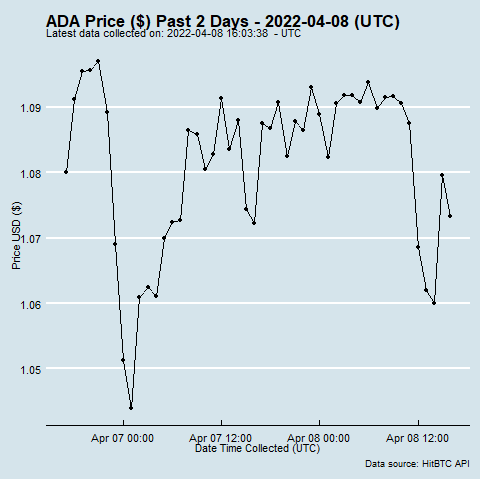 ADA Price ($) Past 2 Days - 2022-04-08 (UTC)
Latest data collected on: 2022-04-08 16:03:38 - UTC
1.09
1.08
1.07
1.06
1.05
Price USD ($)
Apr 07 00:00 Apr 07 12:00 Apr 08 00:00 Apr 08 12:00
Date Time Collected (UTC)
Data source: HitBTC API